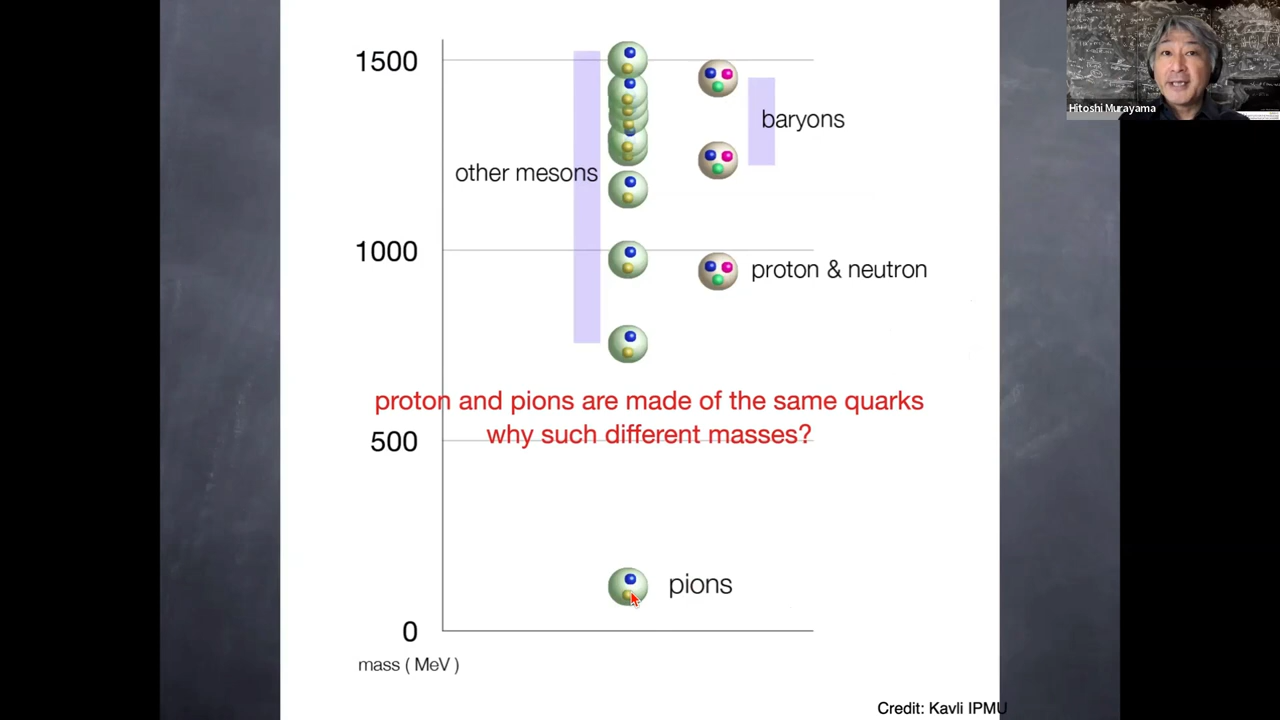 1500
baryons
other mesons
1000
proton & neutron
proton and pions are made of the same quarks
why such different masses?
500
pions
0
mass ( MeV )
Credit: Kavli IPMU
Hitoshi Murayama